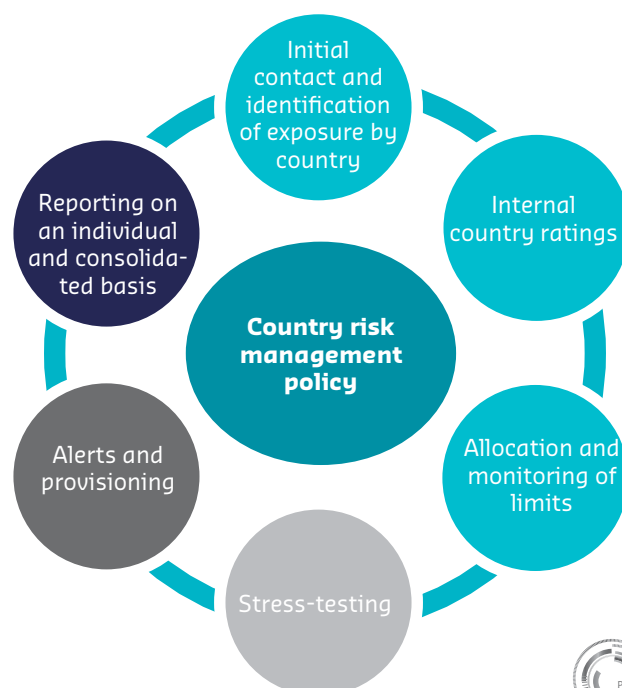 Initial
contact and
identification
of exposure by
country
Internal
country ratings
Allocation and
monitoring of
limits
Stress-testing
Alerts and
provisioning
Reporting on
an individual
and consolida-
ted basis
Country risk
management
policy
P